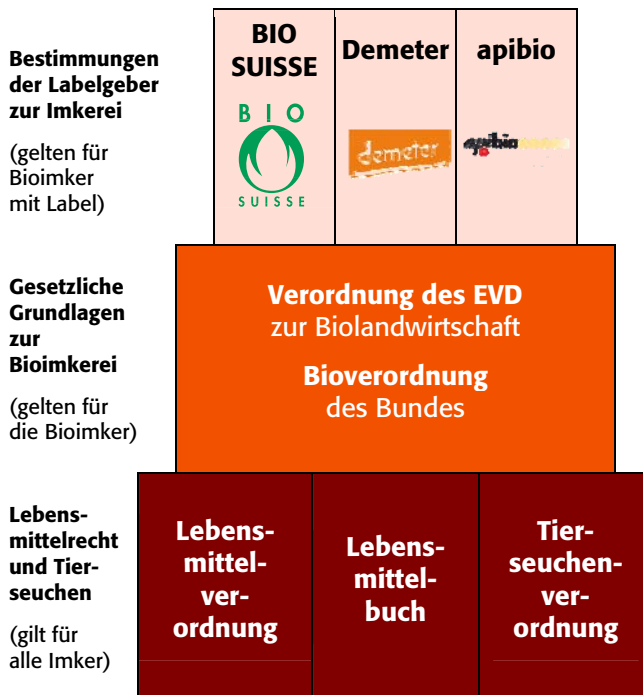 Bestimmungen
der Labelgeber
zur Imkerei
(gelten für
Bioimker
mit Label)
BIO
SUISSE
BIO
SUISSE
Demeter
demeter
apibio
Gesetzliche
Grundlagen
zur
Bioimkerei
(gelten für
die Bioimker)
Verordnung des EVD
zur Biolandwirtschaft
Bioverordnung
des Bundes
Lebens-
mittelrecht
und Tier-
seuchen
(gilt für
alle Imker)
Lebens-
mittel-
ver-
ordnung
Lebens-
mittel-
buch
Tier-
seuchen-
ver-
ordnung